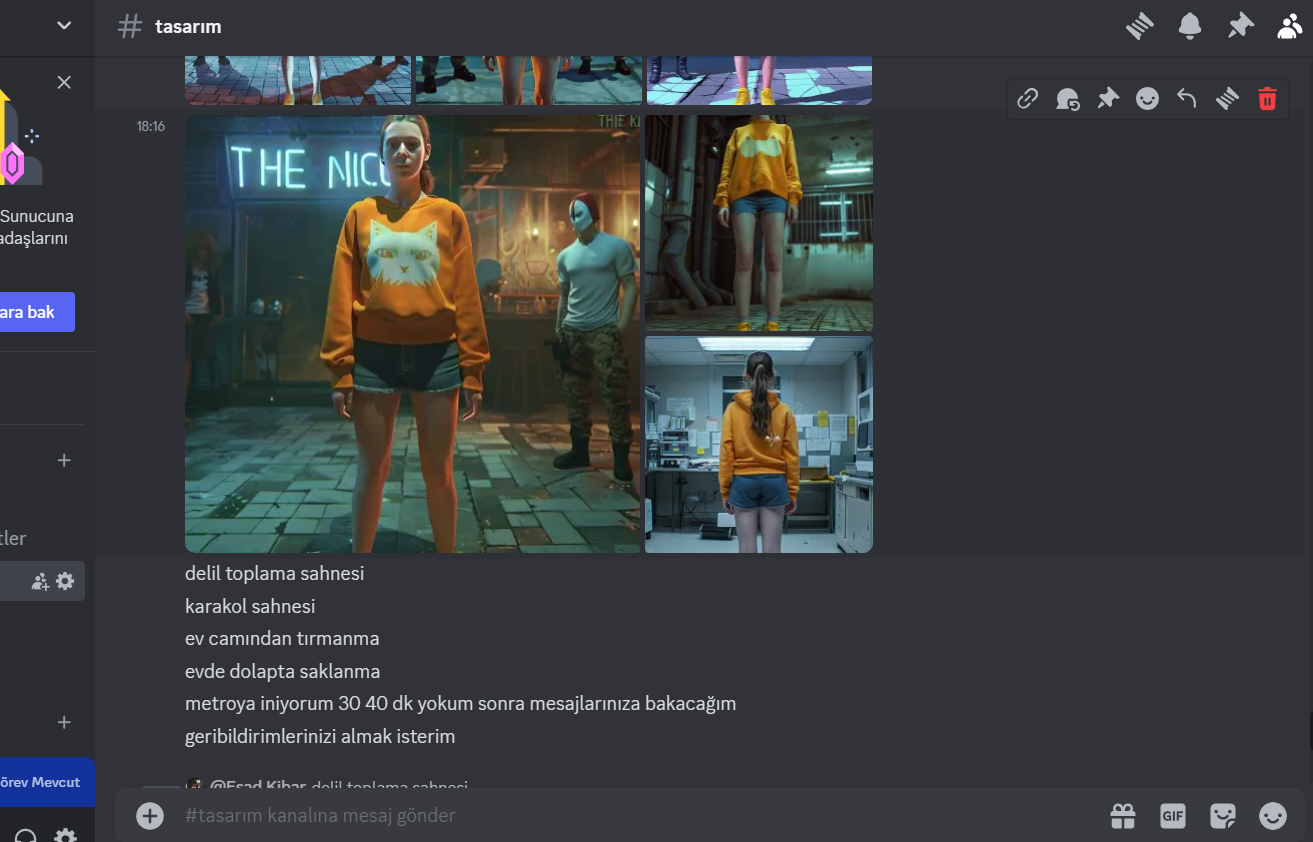 tasarım
Sunucuna
adaşlarını
ara bak
tler
örev Mevcut
18:16
THE NIC
THE KI
delil toplama sahnesi
karakol sahnesi
ev camından tırmanma
evde dolapta saklanma
metroya iniyorum 30 40 dk yokum sonra mesajlarınıza bakacağım
geribildirimlerinizi almak isterim
@Esad Kibar delil toplama sahnesi
#tasarım kanalına mesaj gönder
GIF